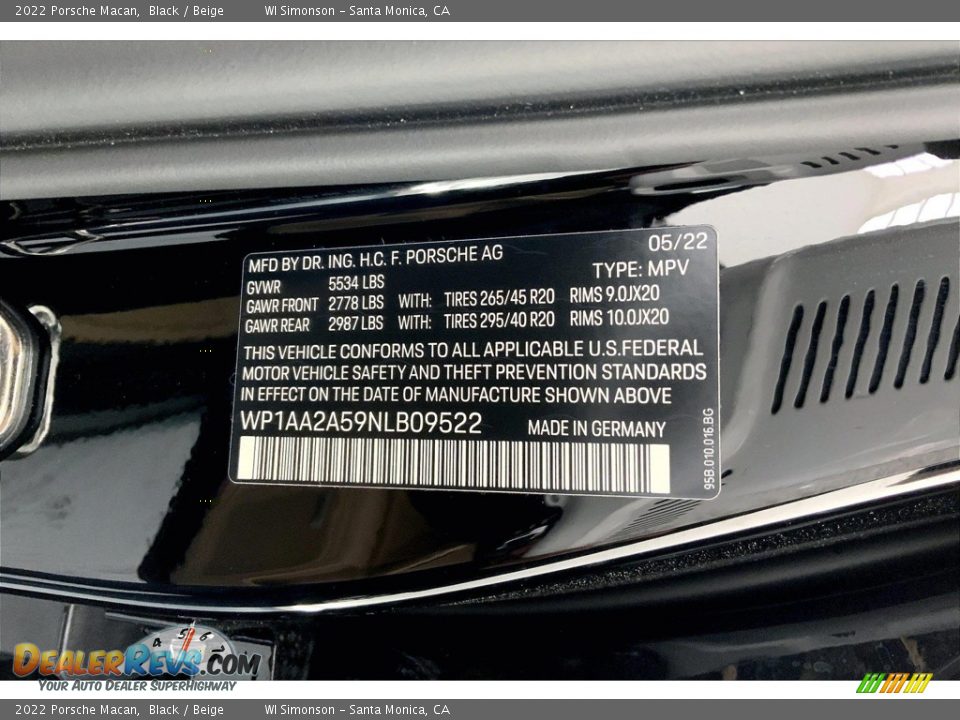 2022 Porsche Macan, Black / Beige WI Simonson - Santa Monica, CA
MFD BY DR. ING. H.C. F. PORSCHE AG 05/22
GVWR 5534 LBS TYPE: MPV
GAWR FRONT 2778 LBS WITH: TIRES 265/45 R20 RIMS 9.0JX20
GAWR REAR 2987 LBS WITH: TIRES 295/40 R20 RIMS 10.0JX20
THIS VEHICLE CONFORMS TO ALL APPLICABLE U.S.FEDERAL
MOTOR VEHICLE SAFETY AND THEFT PREVENTION STANDARDS
IN EFFECT ON THE DATE OF MANUFACTURE SHOWN ABOVE
WP1AA2A59NLB09522 MADE IN GERMANY
95B.010.016.BG
4 5 6 7
DealerRevs.com
Your Auto Dealer SuperHighway
2022 Porsche Macan, Black / Beige WI Simonson - Santa Monica, CA